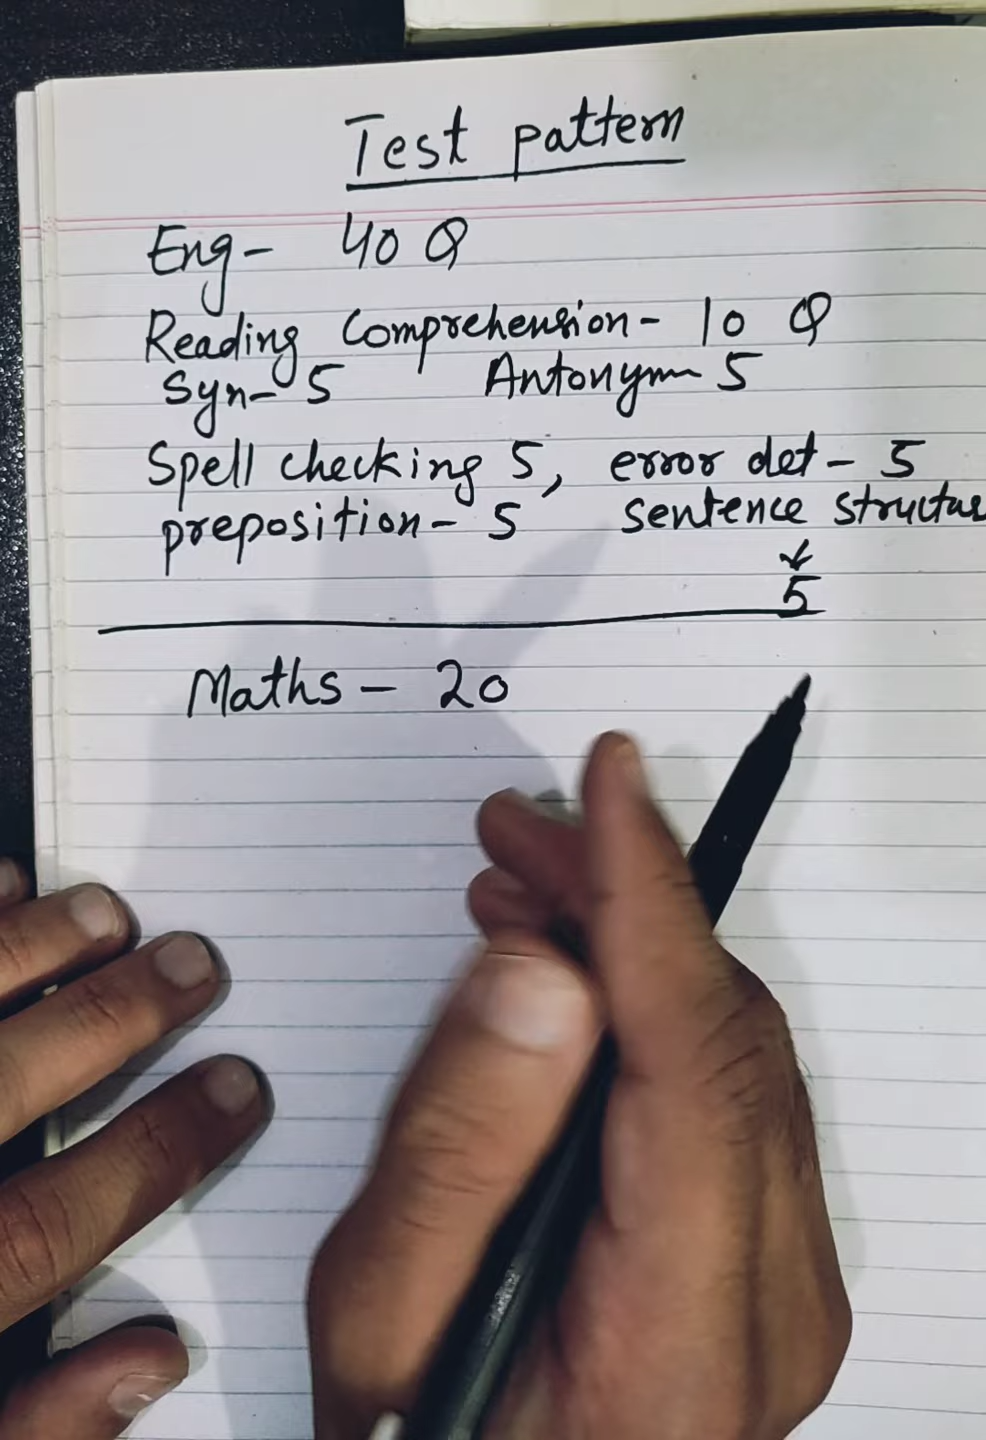 Test pattern
Eng- 40 Q
Reading Comprehension- 10 Q
Syn- 5 Antonym- 5
Spell checking 5, error det- 5
preposition- 5 sentence structur
↓
5
Maths - 20